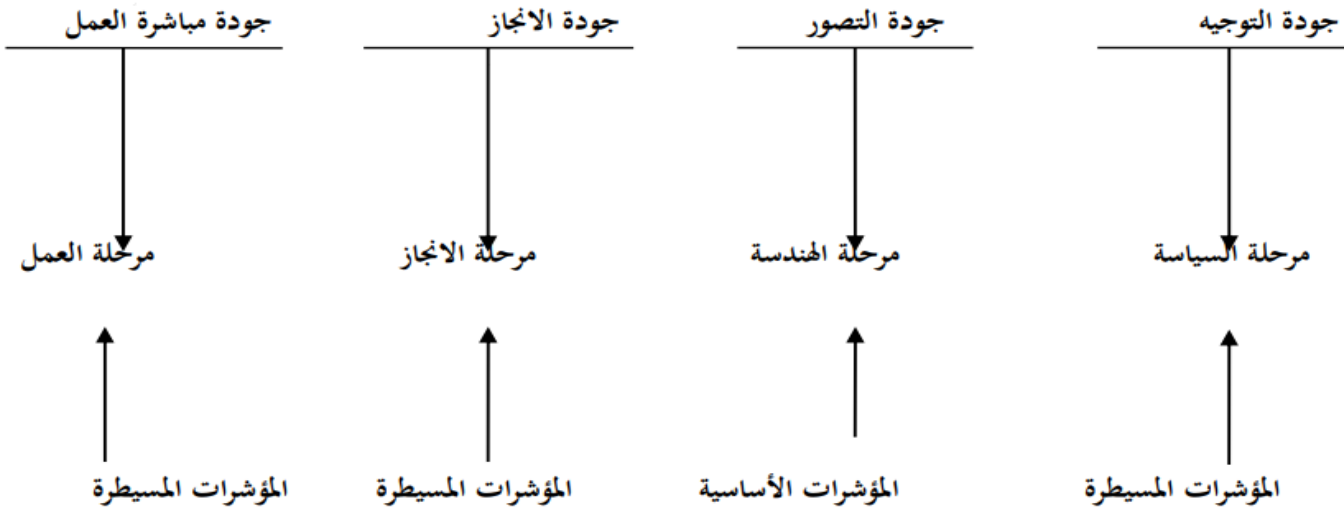 جودة التوجيه
جودة التصور
جودة الانجاز
جودة مباشرة العمل
مرحلة السياسة
مرحلة الهندسة
مرحلة الانجاز
مرحلة العمل
المؤشرات المسيطرة
المؤشرات الأساسية
المؤشرات المسيطرة
المؤشرات المسيطرة